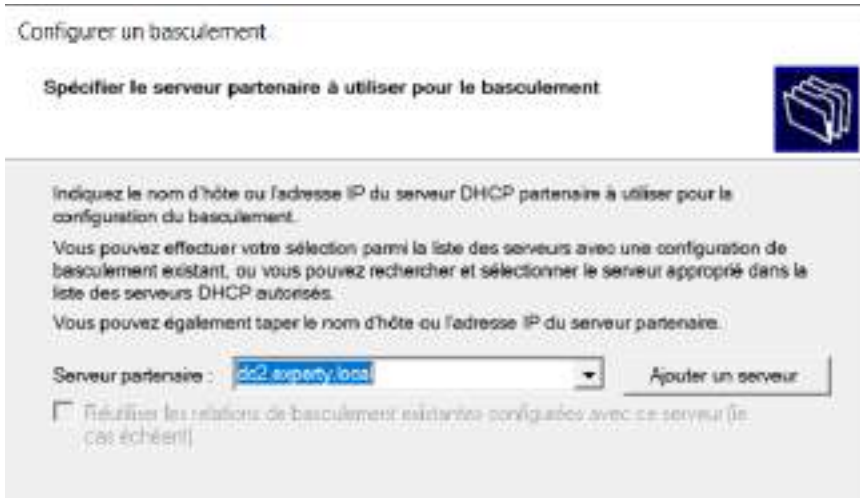 Configurer un basculement
Spécifier le serveur partenaire à utiliser pour le basculement
Indiquez le nom d'hôte ou l'adresse IP du serveur DHCP partenaire à utiliser pour la
configuration du basculement.
Vous pouvez effectuer votre sélection parmi la liste des serveurs avec une configuration de
basculement existant, ou vous pouvez rechercher et sélectionner le serveur approprié dans la
liste des serveurs DHCP autorisés.
Vous pouvez également taper le nom d'hôte ou l'adresse IP du serveur partenaire.
Serveur partenaire : dc2.experty.local Ajouter un serveur
Réutiliser les relations de basculement existantes configurées avec ce serveur (le
cas échéant)